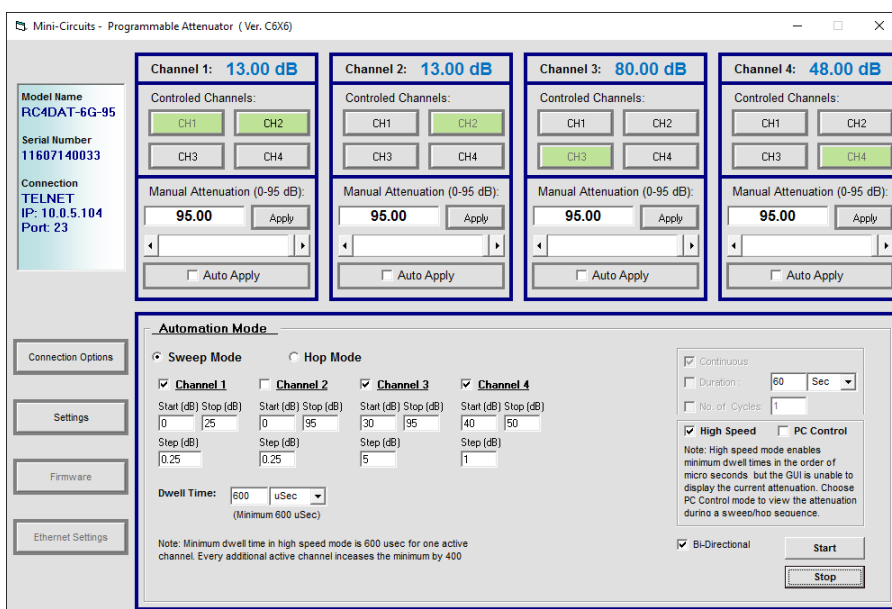 Mini-Circuits - Programmable Attenuator ( Ver. C6X6)
Model Name
RC4DAT-6G-95
Serial Number
11607140033
Connection
TELNET
IP: 10.0.5.104
Port: 23
Channel 1: 13.00 dB
Controled Channels:
CH1 CH2
CH3 CH4
Manual Attenuation (0-95 dB):
95.00 Apply
Auto Apply
Channel 2: 13.00 dB
Controled Channels:
CH1 CH2
CH3 CH4
Manual Attenuation (0-95 dB):
95.00 Apply
Auto Apply
Channel 3: 80.00 dB
Controled Channels:
CH1 CH2
CH3 CH4
Manual Attenuation (0-95 dB):
95.00 Apply
Auto Apply
Channel 4: 48.00 dB
Controled Channels:
CH1 CH2
CH3 CH4
Manual Attenuation (0-95 dB):
95.00 Apply
Auto Apply
Connection Options
Settings
Firmware
Ethernet Settings
Automation Mode
Sweep Mode Hop Mode
Channel 1 Channel 2 Channel 3 Channel 4
Start (dB) Stop (dB) Start (dB) Stop (dB) Start (dB) Stop (dB) Start (dB) Stop (dB)
0 25 0 95 30 95 40 50
Step (dB) Step (dB) Step (dB) Step (dB)
0.25 0.25 5 1
Dwell Time: 600 uSec
(Minimum 600 uSec)
Note: Minimum dwell time in high speed mode is 600 usec for one active
channel. Every additional active channel inceases the minimum by 400
Continuous
Duration : 60 Sec
No. of Cycles: 1
High Speed PC Control
Note: High speed mode enables
minimum dwell times in the order of
micro seconds but the GUI is unable to
display the current attenuation. Choose
PC Control mode to view the attenuation
during a sweep/hop sequence.
Bi-Directional Start
Stop